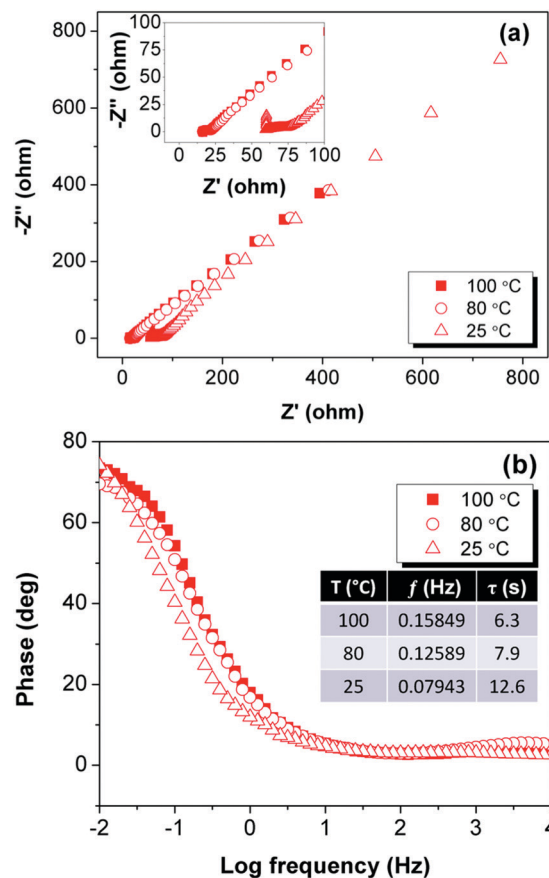 (a)
800
600
400
200
0
-Z" (ohm)
0 200 400 600 800
Z' (ohm)
100
75
50
25
0
-Z" (ohm)
0 25 50 75 100
Z' (ohm)
100 °C
80 °C
25 °C
(b)
80
60
40
20
0
Phase (deg)
100 °C
80 °C
25 °C
T (°C) f (Hz) τ (s)
100 0.15849 6.3
80 0.12589 7.9
25 0.07943 12.6
-2 -1 0 1 2 3 4
Log frequency (Hz)